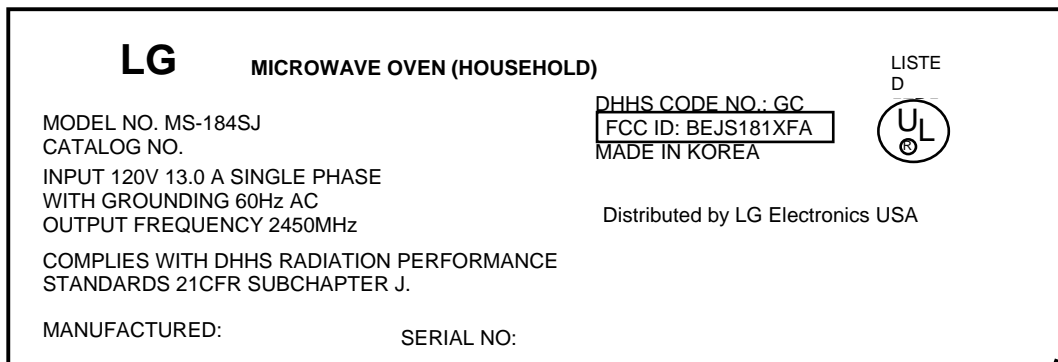 LG
MICROWAVE OVEN (HOUSEHOLD)
LISTE
D
MODEL NO. MS-184SJ
CATALOG NO.
DHHS CODE NO.: GC
FCC ID: BEJS181XFA
MADE IN KOREA
UL
®
INPUT 120V 13.0 A SINGLE PHASE
WITH GROUNDING 60Hz AC
OUTPUT FREQUENCY 2450MHz
Distributed by LG Electronics USA
COMPLIES WITH DHHS RADIATION PERFORMANCE
STANDARDS 21CFR SUBCHAPTER J.
MANUFACTURED:
SERIAL NO: